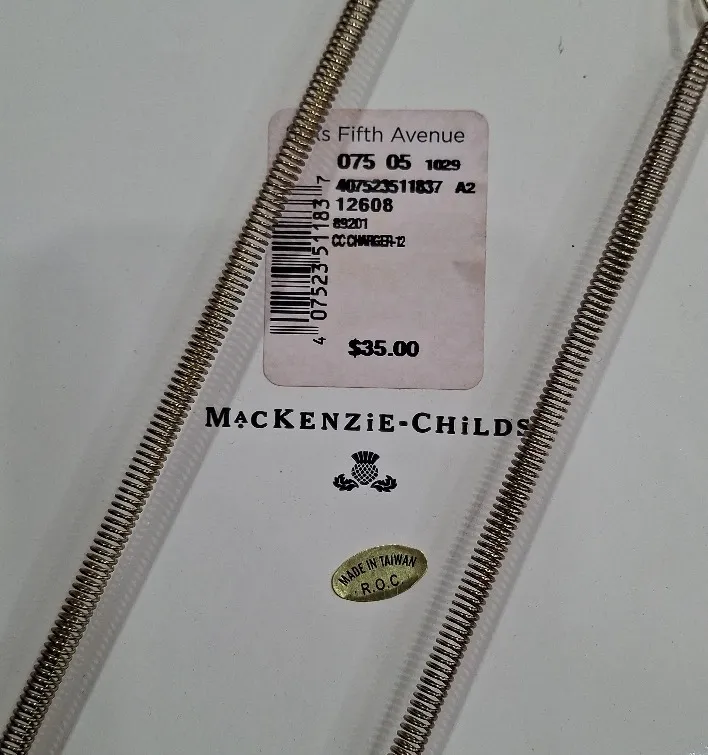 ks Fifth Avenue
075 05 1029
407523511837 A2
12608
89201
CC CHARGER-12
4 07523 51183 7
$35.00
MACKENZiE-CHiLDS
MADE IN TAIWAN
R.O.C